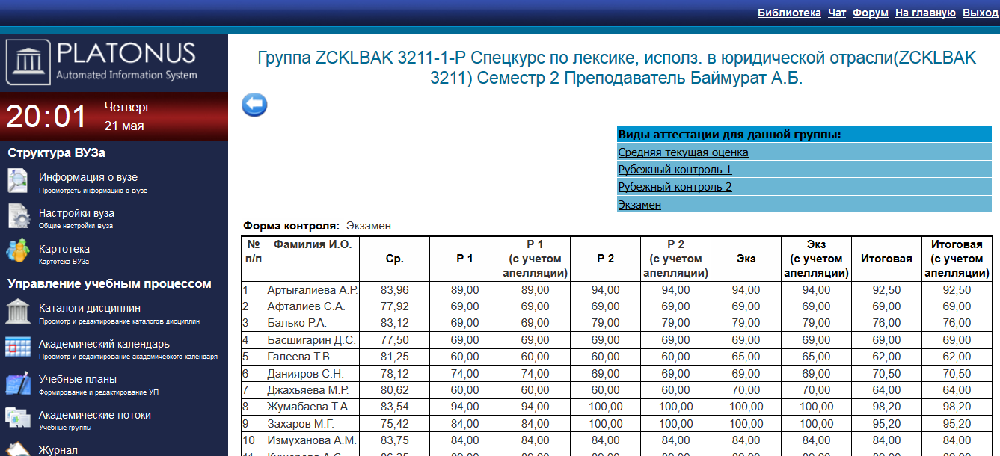 Библиотека Чат Форум На главную Выход
PLATONUS
Automated Information System
20:01
Четверг
21 мая
Структура ВУЗа
Информация о вузе
Просмотреть информацию о вузе
Настройки вуза
Общие настройки вуза
Картотека
Картотека ВУЗа
Управление учебным процессом
Каталоги дисциплин
Просмотр и редактирование каталогов дисциплин
Академический календарь
Просмотр и редактирование академического календаря
Учебные планы
Формирование и редактирование УП
Академические потоки
Учебные группы
Журнал
Группа ZCKLBAK 3211-1-Р Спецкурс по лексике, исполз. в юридической отрасли(ZCKLBAK
3211) Семестр 2 Преподаватель Баймурат А.Б.
Виды аттестации для данной группы:
Средняя текущая оценка
Рубежный контроль 1
Рубежный контроль 2
Экзамен
Форма контроля: Экзамен
№ п/п Фамилия И.О. Ср. Р 1 Р 1 (с учетом апелляции) Р 2 Р 2 (с учетом апелляции) Экз Экз (с учетом апелляции) Итоговая Итоговая (с учетом апелляции)
1 Артығалиева А.Р. 83,96 89,00 89,00 94,00 94,00 94,00 94,00 92,50 92,50
2 Афталиев С.А. 77,92 69,00 69,00 69,00 69,00 69,00 69,00 69,00 69,00
3 Балько Р.А. 83,12 69,00 69,00 79,00 79,00 79,00 79,00 76,00 76,00
4 Басшигарин Д.С. 77,50 69,00 69,00 69,00 69,00 69,00 69,00 69,00 69,00
5 Галеева Т.В. 81,25 60,00 60,00 60,00 60,00 65,00 65,00 62,00 62,00
6 Данияров С.Н. 78,12 74,00 74,00 69,00 69,00 69,00 69,00 70,50 70,50
7 Джахьяева М.Р. 80,62 60,00 60,00 60,00 60,00 70,00 70,00 64,00 64,00
8 Жумабаева Т.А. 83,54 94,00 94,00 100,00 100,00 100,00 100,00 98,20 98,20
9 Захаров М.Г. 75,42 84,00 84,00 100,00 100,00 100,00 100,00 95,20 95,20
10 Измуханова А.М. 83,75 84,00 84,00 84,00 84,00 84,00 84,00 84,00 84,00